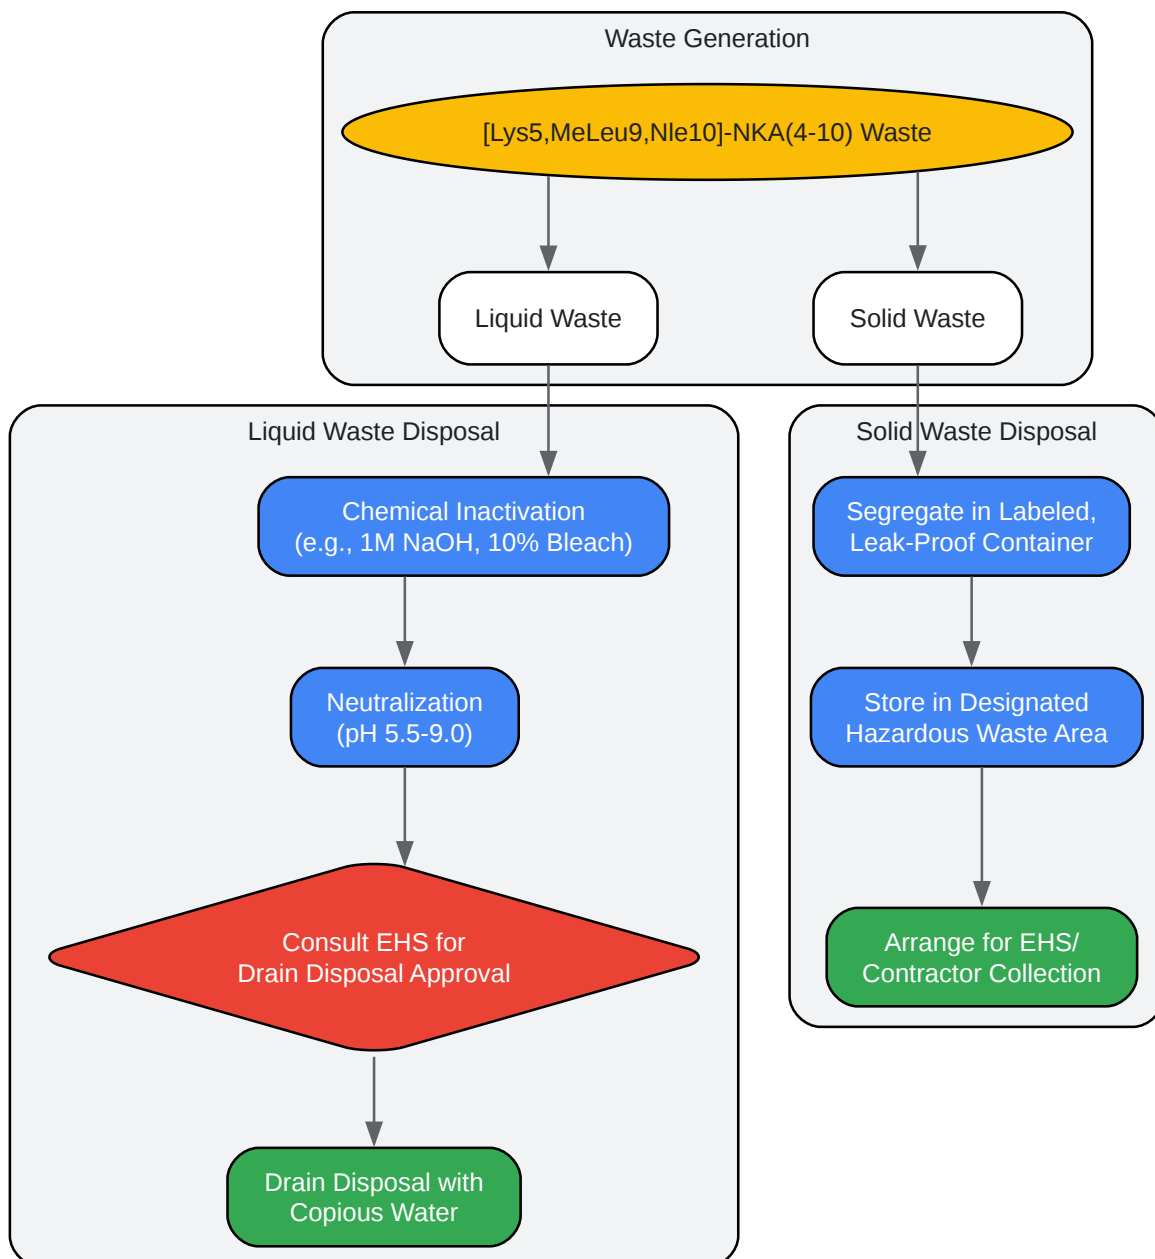 Waste Generation
[Lys5,MeLeu9,Nle10]-NKA(4-10) Waste
Liquid Waste
Solid Waste
Liquid Waste Disposal
Chemical Inactivation
(e.g., 1M NaOH, 10% Bleach)
Neutralization
(pH 5.5-9.0)
Consult EHS for
Drain Disposal Approval
Drain Disposal with
Copious Water
Solid Waste Disposal
Segregate in Labeled,
Leak-Proof Container
Store in Designated
Hazardous Waste Area
Arrange for EHS/
Contractor Collection